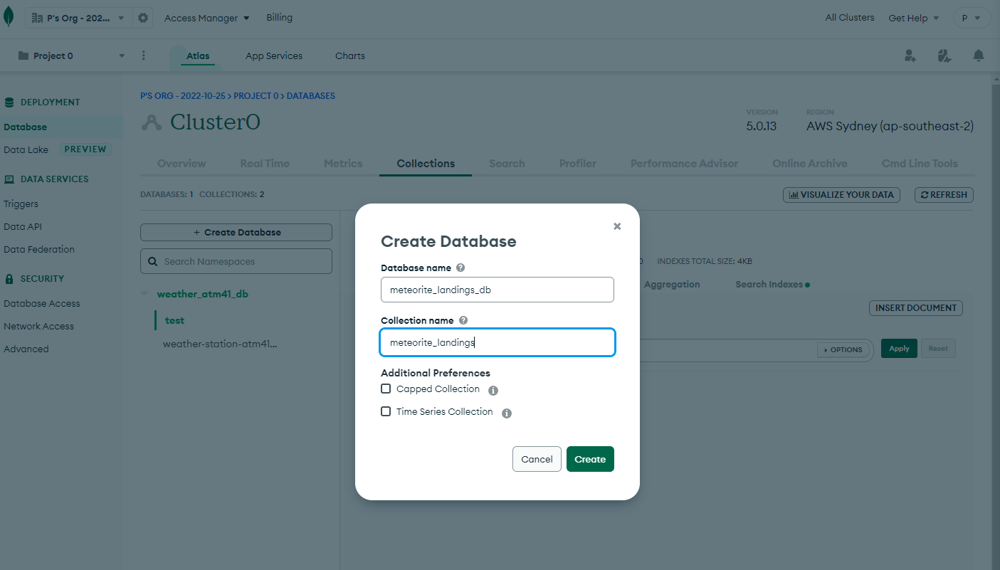 P's Org - 202...
Access Manager
Billing
All Clusters
Get Help
P
Project 0
Atlas
App Services
Charts
DEPLOYMENT
Database
Data Lake PREVIEW
DATA SERVICES
Triggers
Data API
Data Federation
SECURITY
Database Access
Network Access
Advanced
P'S ORG - 2022-10-25 > PROJECT 0 > DATABASES
Cluster0
VERSION
5.0.13
REGION
AWS Sydney (ap-southeast-2)
Overview
Real Time
Metrics
Collections
Search
Profiler
Performance Advisor
Online Archive
Cmd Line Tools
DATABASES: 1 COLLECTIONS: 2
VISUALIZE YOUR DATA
REFRESH
+ Create Database
Search Namespaces
weather_atm41_db
test
weather-station-atm41...
INDEXES TOTAL SIZE: 4KB
Aggregation
Search Indexes
INSERT DOCUMENT
OPTIONS
Apply
Reset
Create Database
Database name
meteorite_landings_db
Collection name
meteorite_landings
Additional Preferences
Capped Collection
Time Series Collection
Cancel
Create